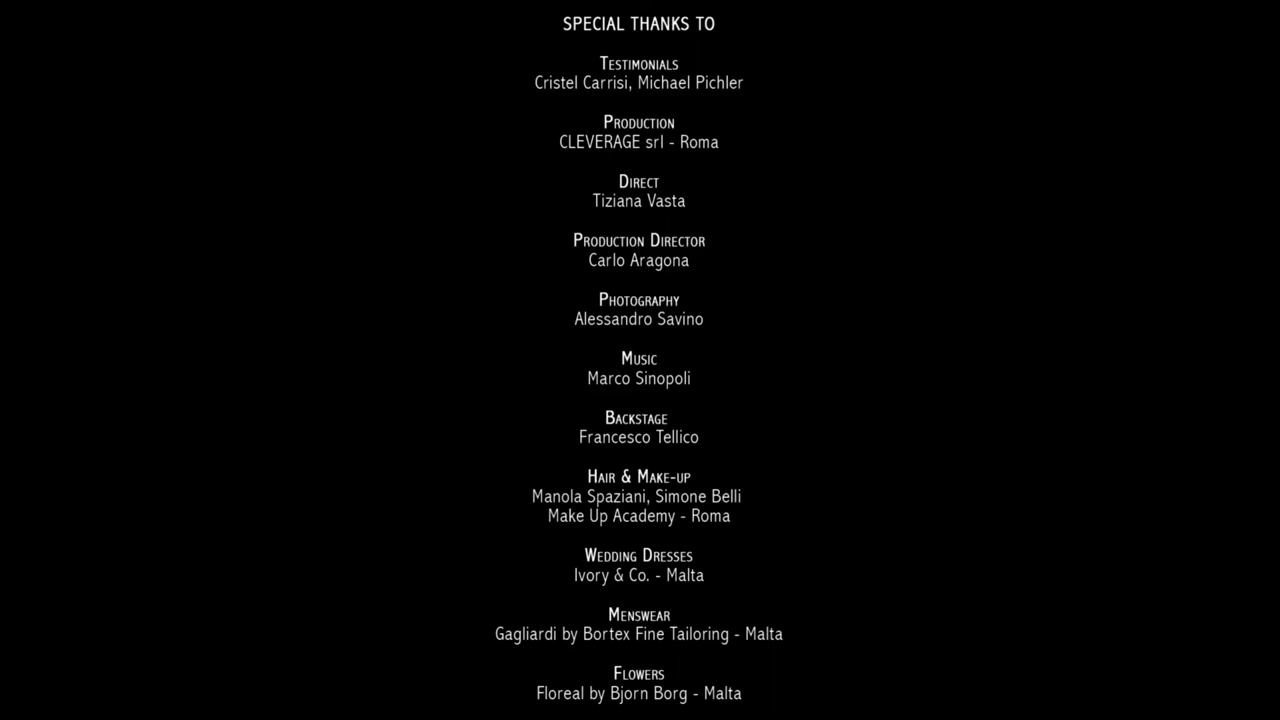 SPECIAL THANKS TO
Testimonials
Cristel Carrisi, Michael Pichler
Production
CLEVERAGE srl - Roma
Direct
Tiziana Vasta
Production Director
Carlo Aragona
Photography
Alessandro Savino
Music
Marco Sinopoli
Backstage
Francesco Tellico
Hair & Make-up
Manola Spaziani, Simone Belli
Make Up Academy - Roma
Wedding Dresses
Ivory & Co. - Malta
Menswear
Gagliardi by Bortex Fine Tailoring - Malta
Flowers
Floreal by Bjorn Borg - Malta